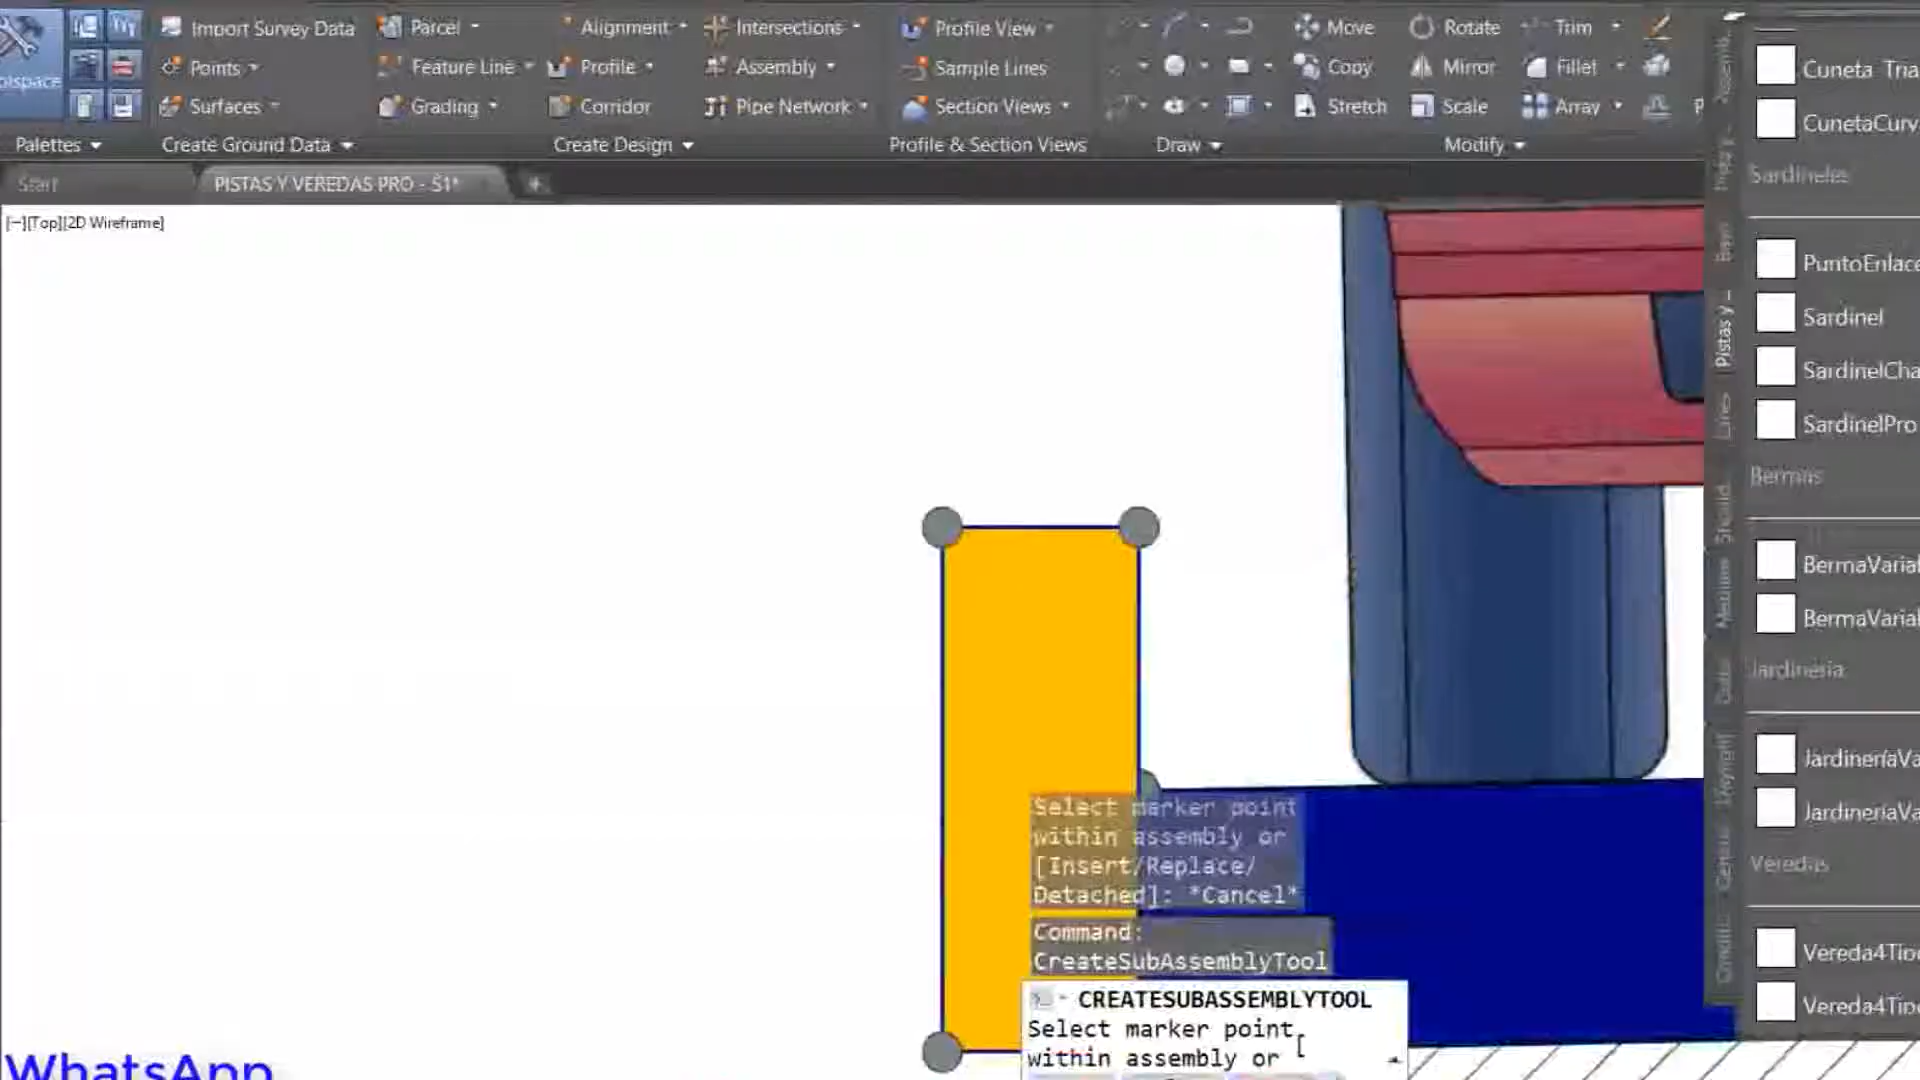 Import Survey Data
Parcel
Alignment
Intersections
Profile View
Move
Rotate
Trim
Points
Feature Line
Profile
Assembly
Sample Lines
Copy
Mirror
Fillet
Surfaces
Grading
Corridor
Pipe Network
Section Views
Stretch
Scale
Array
Palettes
Create Ground Data
Create Design
Profile & Section Views
Draw
Modify
Start
PISTAS Y VEREDAS PRO - S1*
[−][Top][2D Wireframe]
Cuneta Tria
CunetaCurv
Sardineles
PuntoEnlace
Sardinel
SardinelCha
SardinelPro
Bermas
BermaVarial
BermaVarial
Jardineria
JardineriaVa
JardineriaVa
Veredas
Vereda4Tipo
Vereda4Tipo
Pistas y ...
Select marker point
within assembly or
[Insert/Replace/
Detached]: *Cancel*
Command:
CreateSubAssemblyTool
CREATESUBASSEMBLYTOOL
Select marker point
within assembly or [
WhatsApp